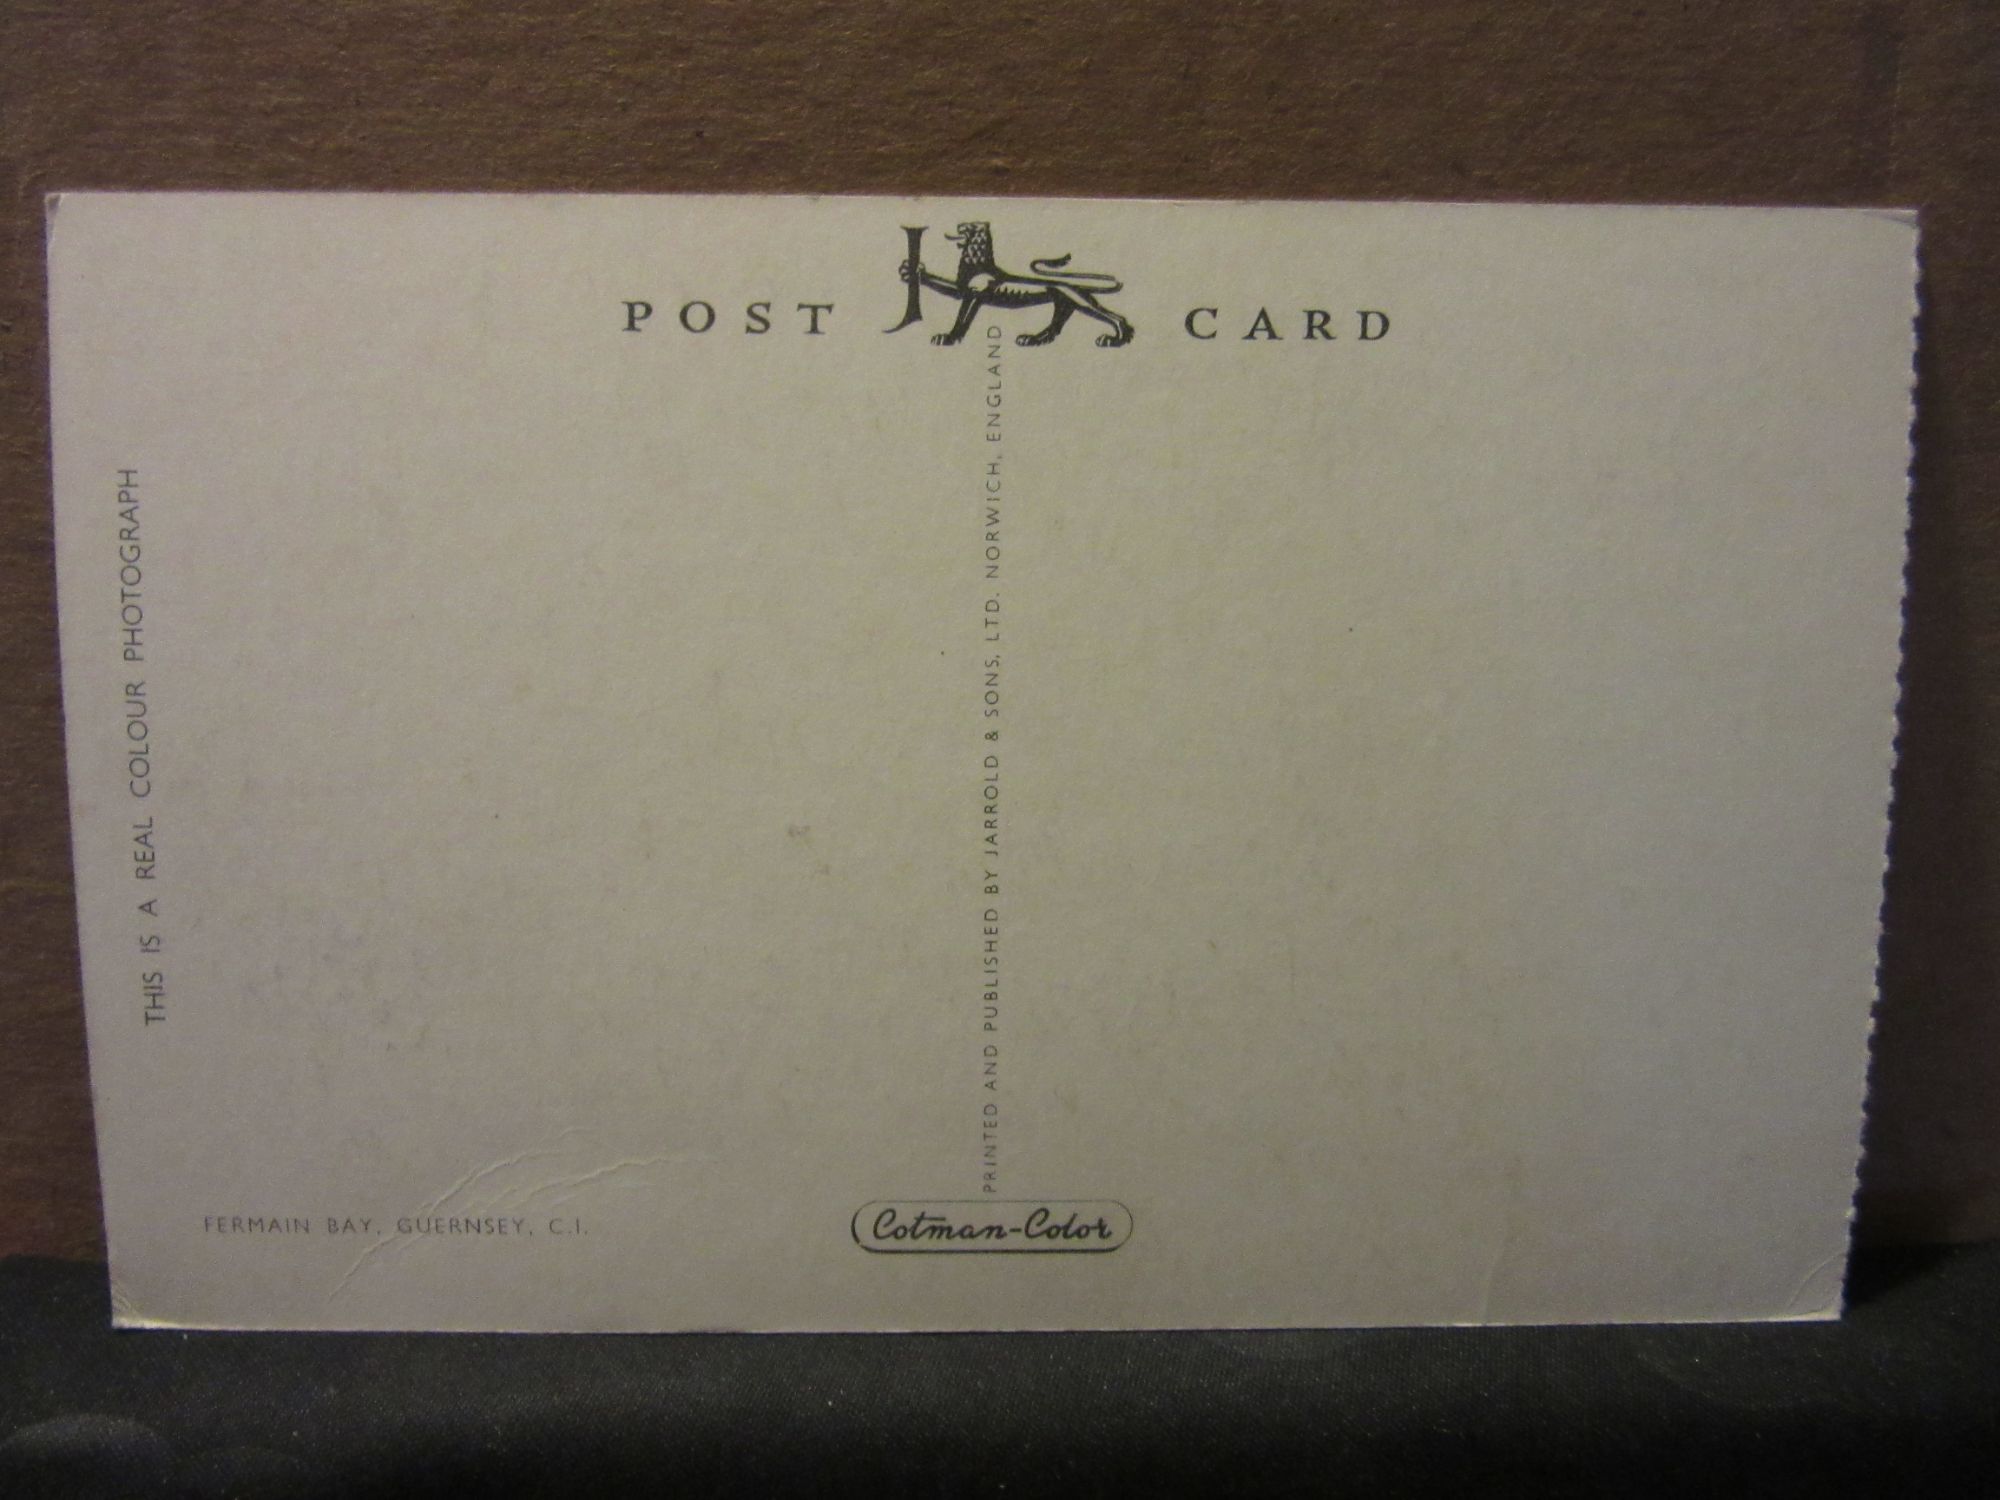 POST J CARD
THIS IS A REAL COLOUR PHOTOGRAPH
PRINTED AND PUBLISHED BY JARROLD & SONS, LTD. NORWICH, ENGLAND
FERMAIN BAY, GUERNSEY, C.I.
Cotman-Color